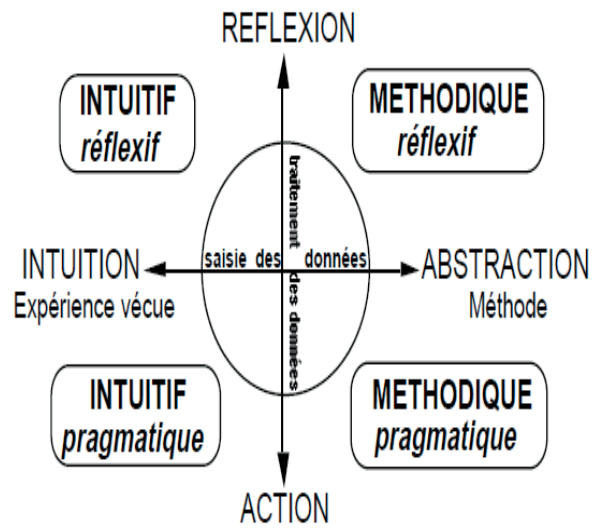 REFLEXION
INTUITIF
réflexif
METHODIQUE
réflexif
traitement des données
saisie des données
INTUITION
Expérience vécue
ABSTRACTION
Méthode
INTUITIF
pragmatique
METHODIQUE
pragmatique
ACTION